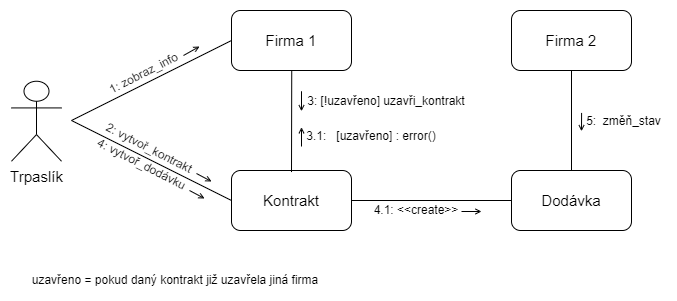 Firma 1
Firma 2
1: zobraz_info
3: [!uzavřeno] uzavři_kontrakt
3.1: [uzavřeno] : error()
5: změň_stav
2: vytvoř_kontrakt
4: vytvoř_dodávku
Trpaslík
Kontrakt
4.1: <<create>>
Dodávka
uzavřeno = pokud daný kontrakt již uzavřela jiná firma